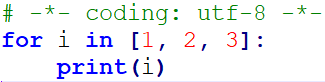 # -*- coding: utf-8 -*-
for i in [1, 2, 3]:
    print(i)